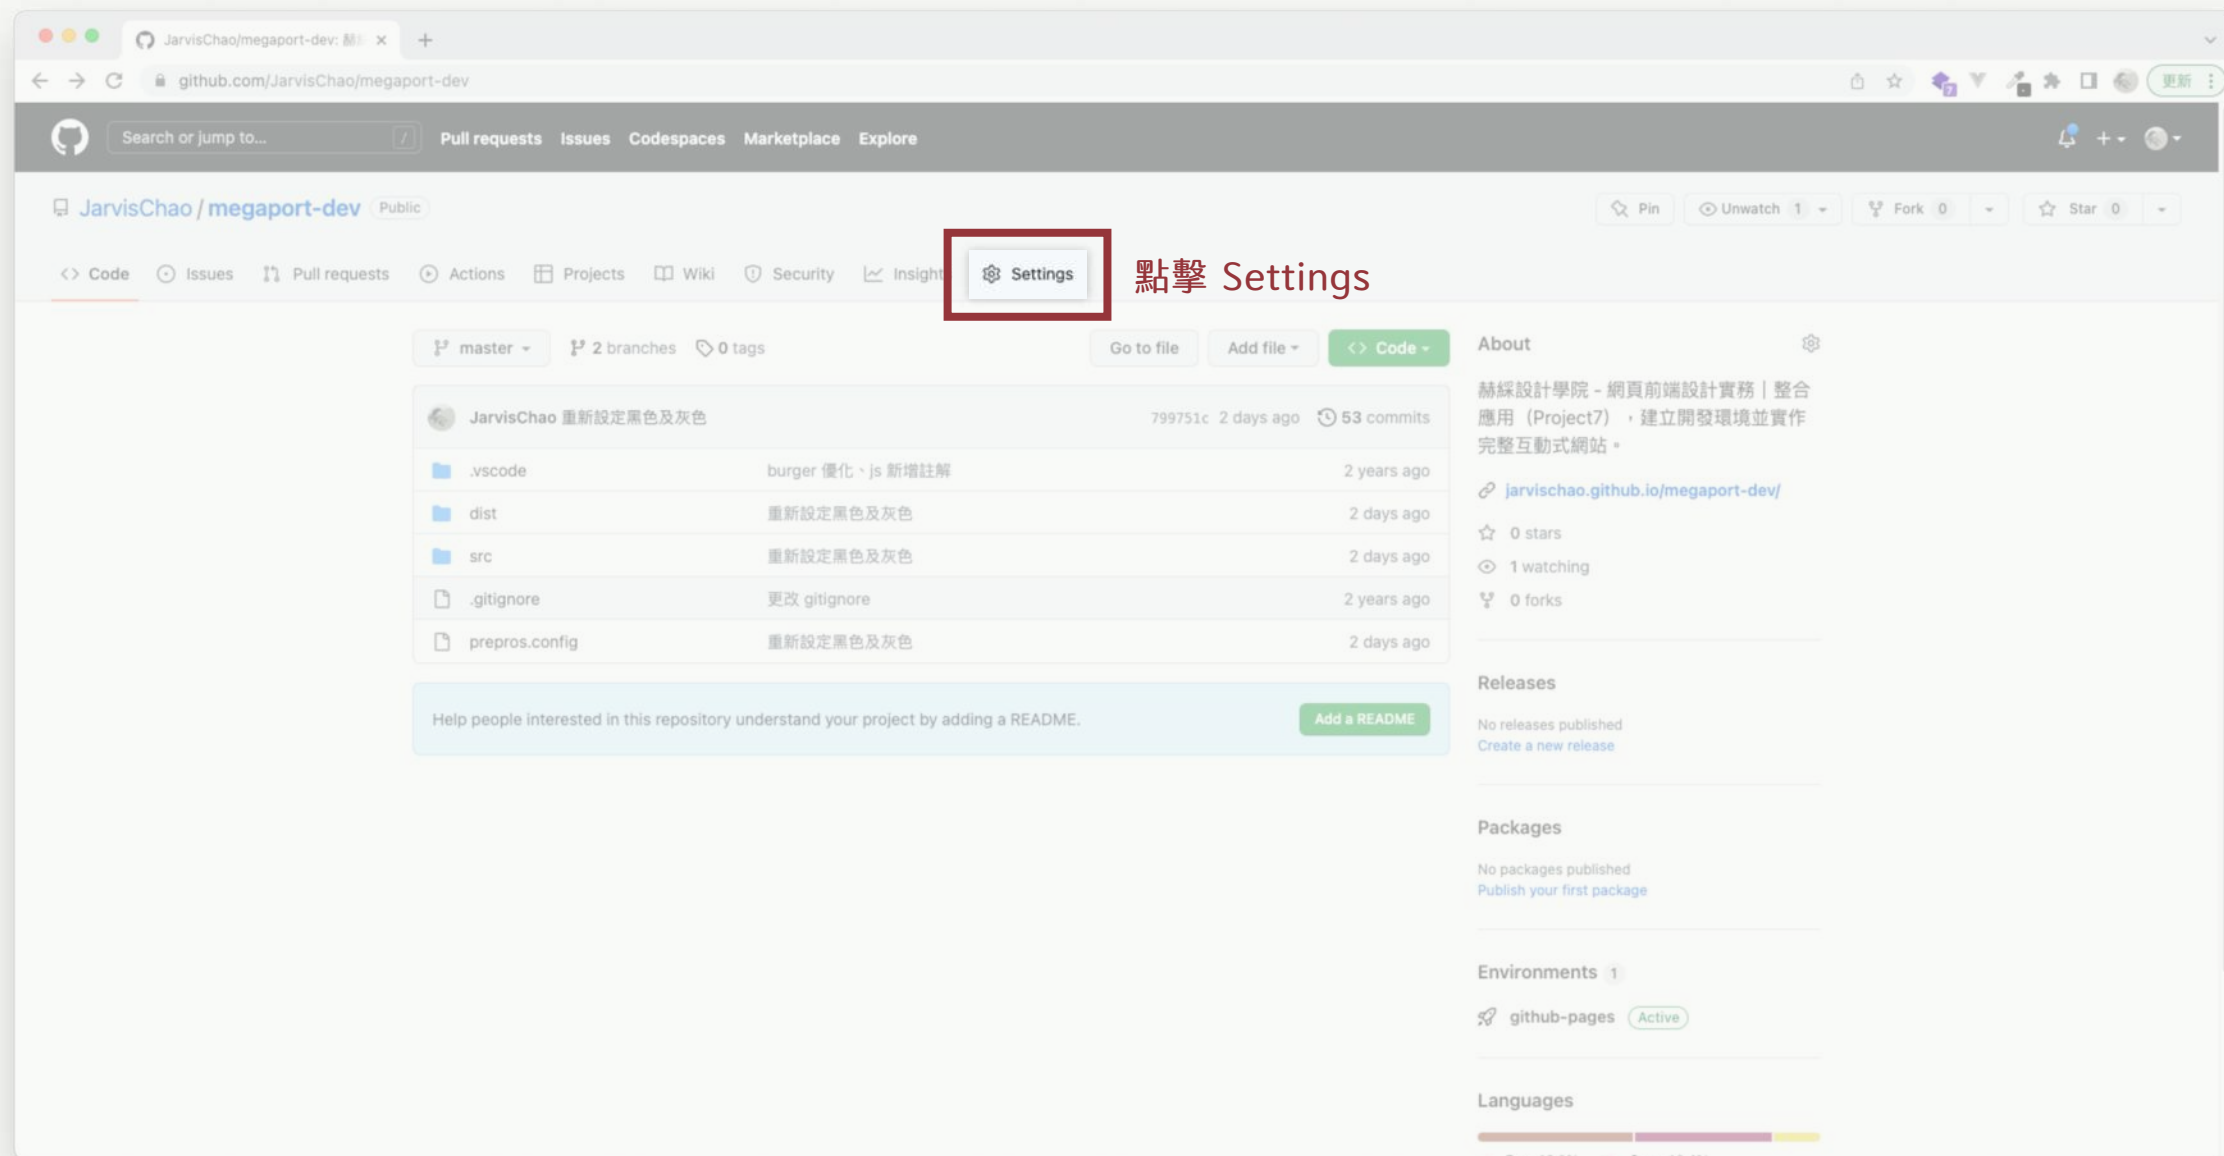 JarvisChao/megaport-dev:
github.com/JarvisChao/megaport-dev
7
更新
Search or jump to... /
Pull requests Issues Codespaces Marketplace Explore
JarvisChao / megaport-dev Public
Pin Unwatch 1 Fork 0 Star 0
Code Issues Pull requests Actions Projects Wiki Security Insight Settings
點擊 Settings
master 2 branches 0 tags Go to file Add file Code
JarvisChao 重新設定黑色及灰色 799751c 2 days ago 53 commits
.vscode burger 優化、js 新增註解 2 years ago
dist 重新設定黑色及灰色 2 days ago
src 重新設定黑色及灰色 2 days ago
.gitignore 更改 gitignore 2 years ago
prepros.config 重新設定黑色及灰色 2 days ago
Help people interested in this repository understand your project by adding a README. Add a README
About
赫綵設計學院 - 網頁前端設計實務｜整合
應用（Project7），建立開發環境並實作
完整互動式網站。
jarvischao.github.io/megaport-dev/
0 stars
1 watching
0 forks
Releases
No releases published
Create a new release
Packages
No packages published
Publish your first package
Environments 1
github-pages Active
Languages